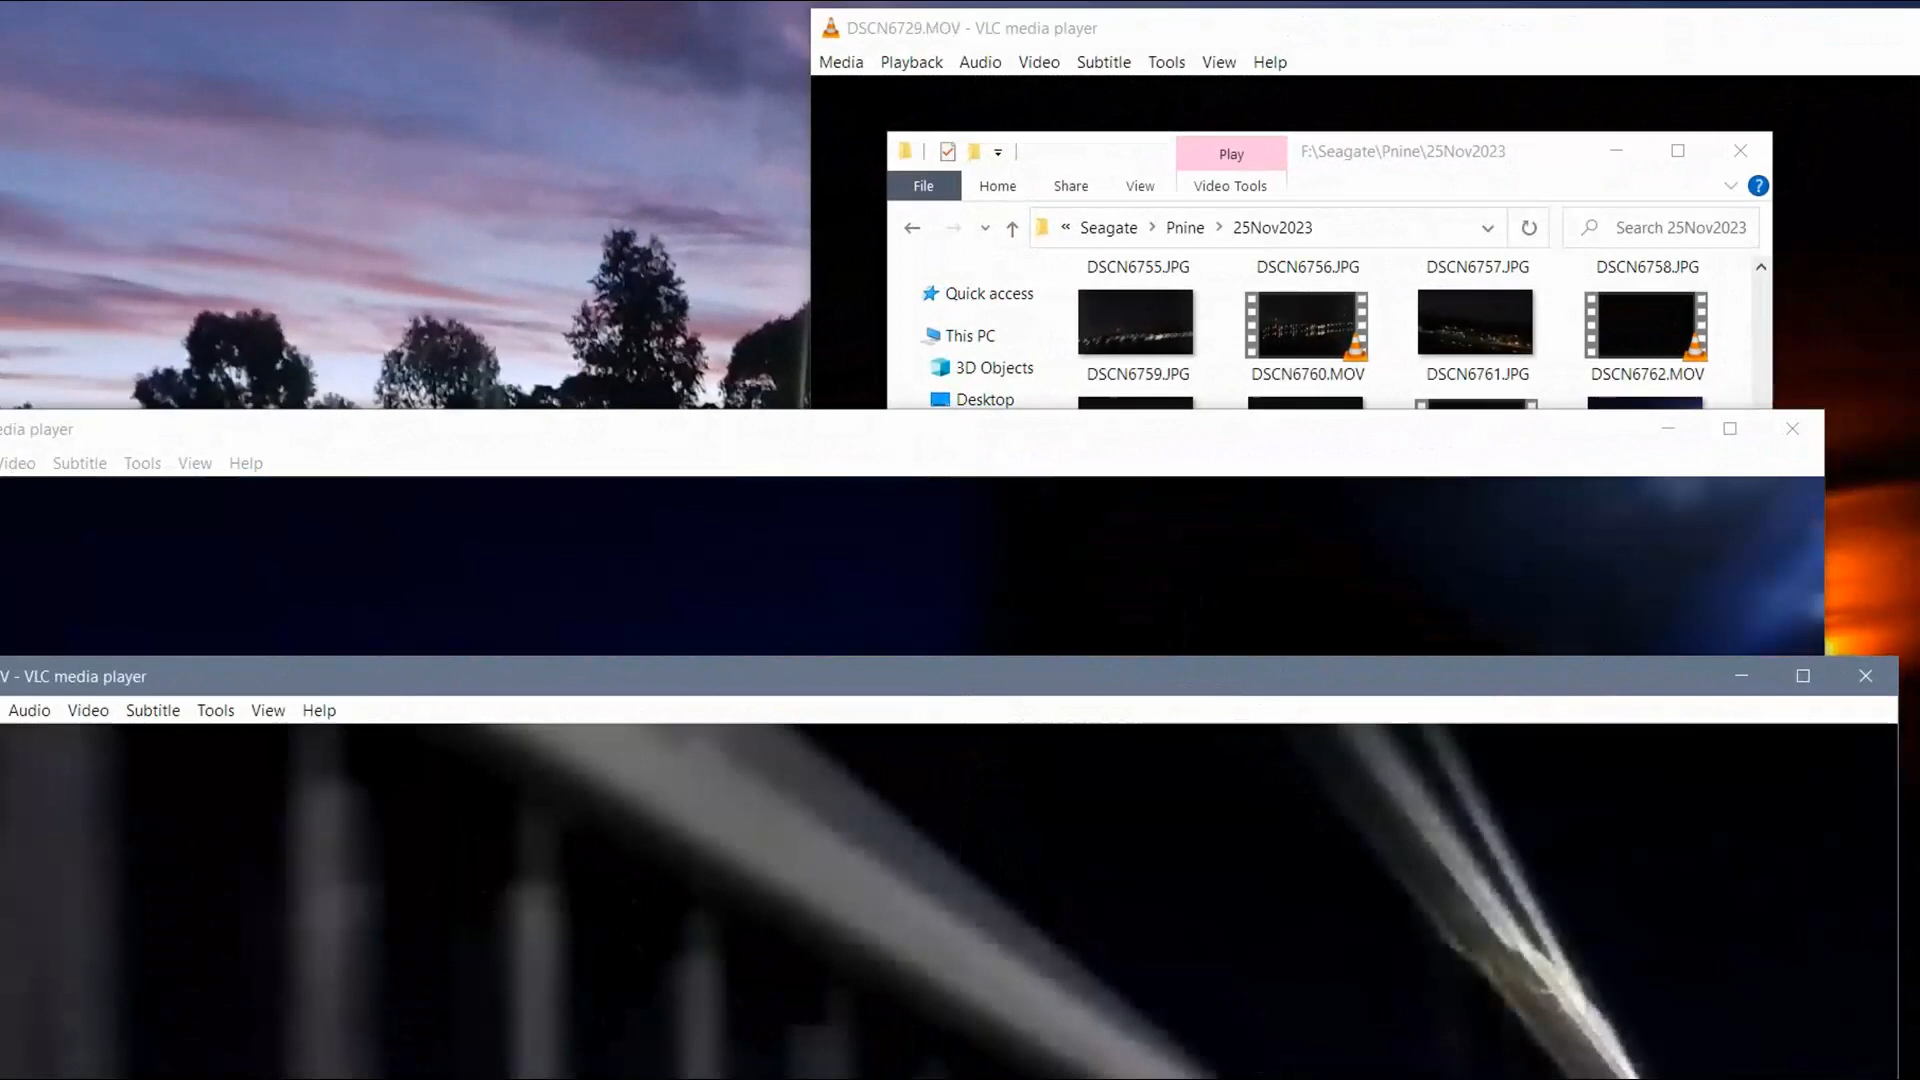 DSCN6729.MOV - VLC media player
Media Playback Audio Video Subtitle Tools View Help
Play F:\Seagate\Pnine\25Nov2023
File Home Share View Video Tools
« Seagate > Pnine > 25Nov2023 Search 25Nov2023
DSCN6755.JPG DSCN6756.JPG DSCN6757.JPG DSCN6758.JPG
Quick access
This PC
3D Objects
DSCN6759.JPG DSCN6760.MOV DSCN6761.JPG DSCN6762.MOV
Desktop
edia player
Video Subtitle Tools View Help
V - VLC media player
Audio Video Subtitle Tools View Help